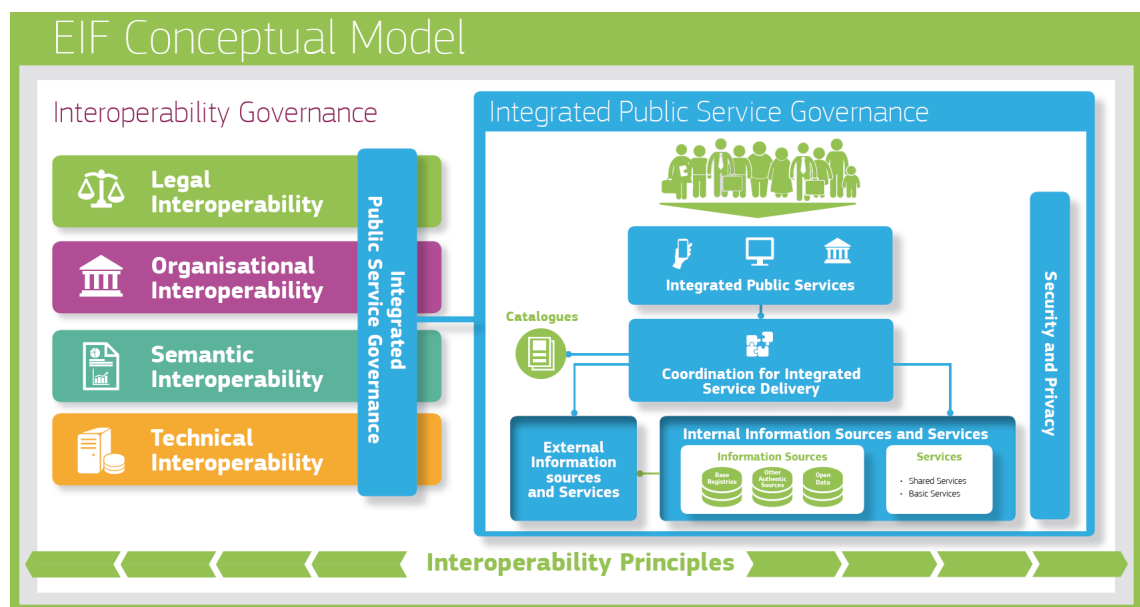 EIF Conceptual Model
Interoperability Governance
Legal
Interoperability
Organisational
Interoperability
Semantic
Interoperability
Technical
Interoperability
Integrated
Public Service Governance
Integrated Public Service Governance
Integrated Public Services
Catalogues
Coordination for Integrated
Service Delivery
External
Information
sources
and Services
Internal Information Sources and Services
Information Sources
Base
Registries
Other
Authentic
Sources
Open
Data
Services
• Shared Services
• Basic Services
Security and Privacy
Interoperability Principles